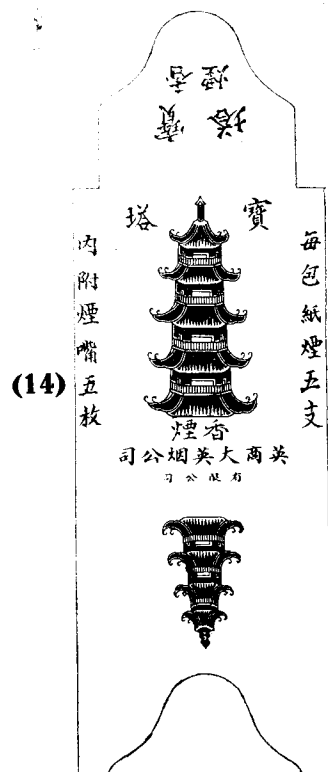 寶塔
香煙
寶塔
每包紙煙五支
內附煙嘴五枚
(14)
香煙
英商大英烟公司
有限公司